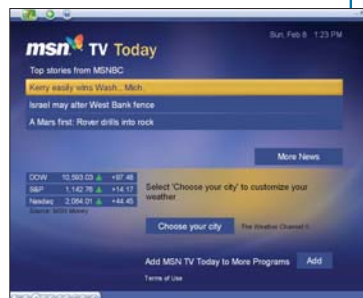 Sun, Feb 8 1:23 PM
msn TV Today
Top stories from MSNBC
Kerry easily wins Wash., Mich.
Israel may alter West Bank fence
A Mars first: Rover drills into rock
More News
DOW 10,593.03 ▲ +97.48
S&P 1,142.76 ▲ +14.17
Nasdaq 2,064.01 ▲ +44.45
Source: MSN Money
Select 'Choose your city' to customize your
weather
Choose your city
The Weather Channel ®
Add MSN TV Today to More Programs
Add
Terms of Use